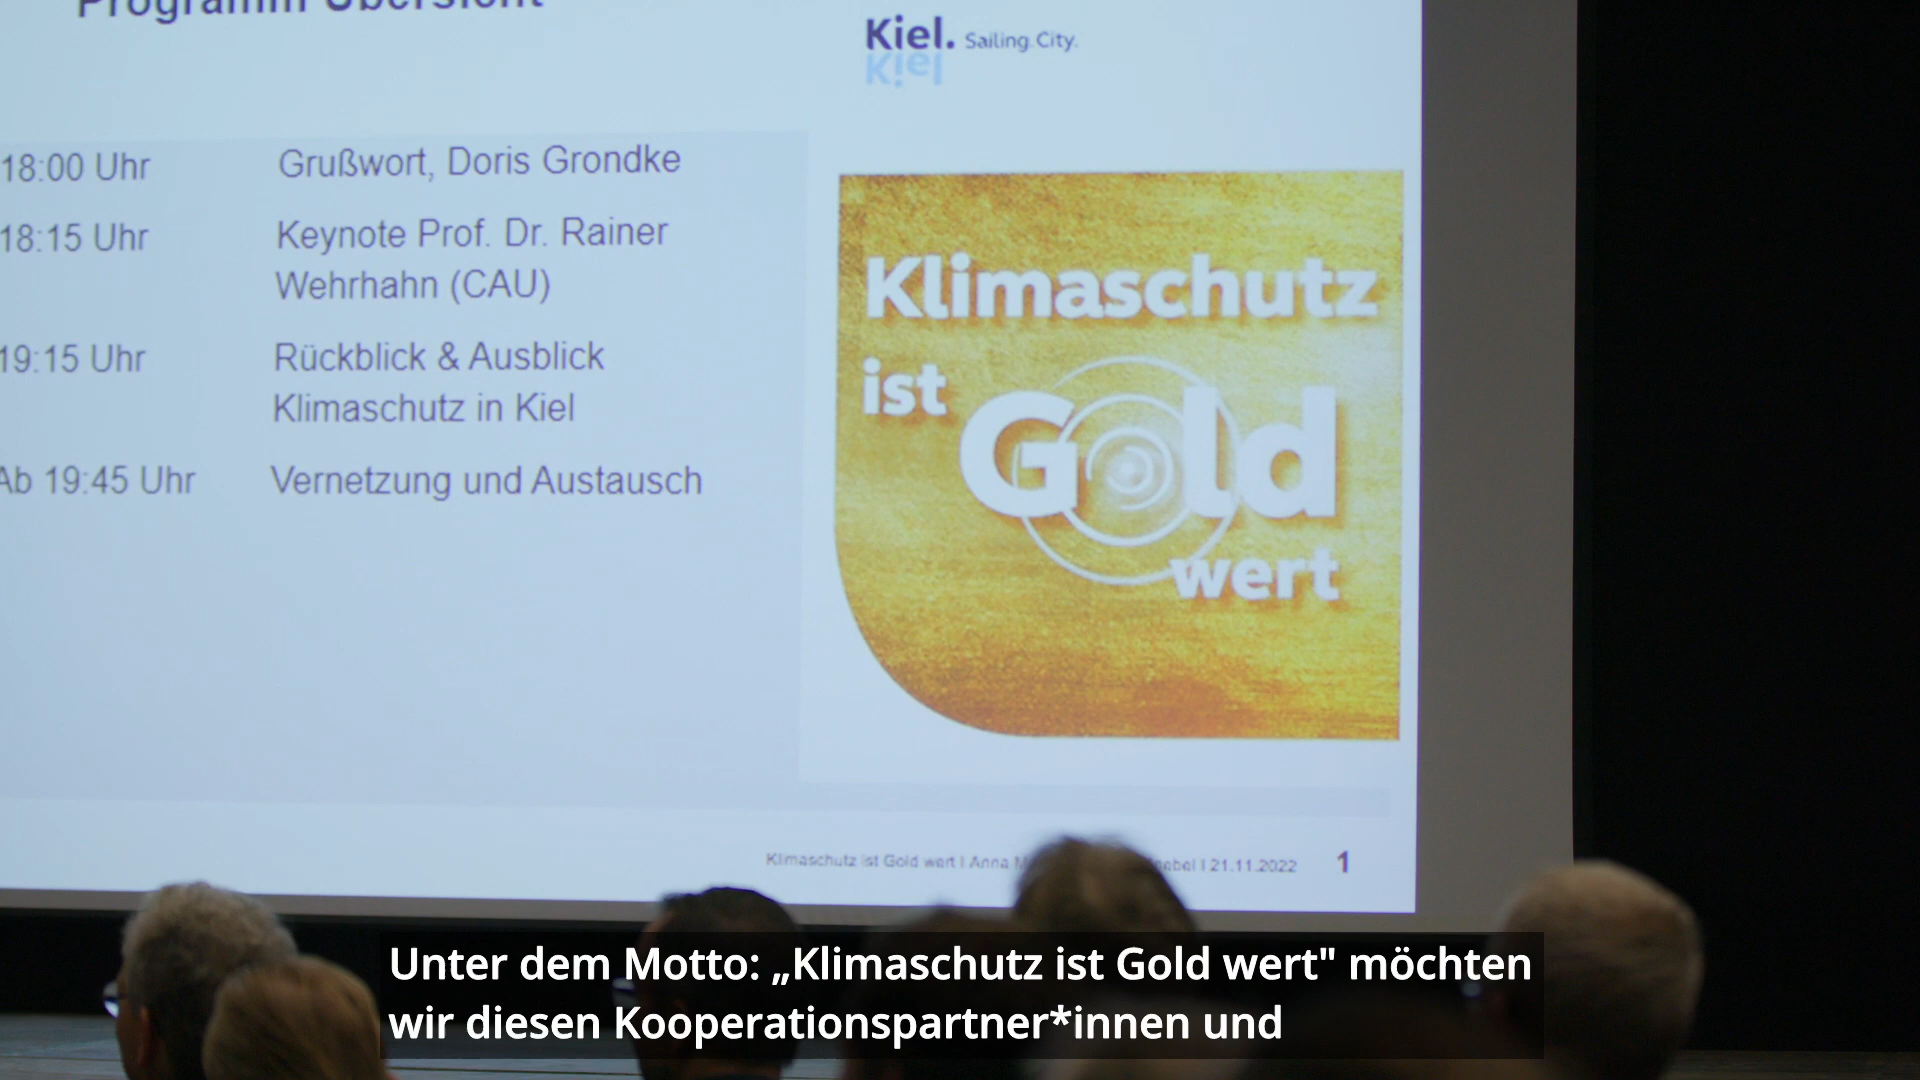 Programm Übersicht
Kiel. Sailing. City.
18:00 Uhr Grußwort, Doris Grondke
18:15 Uhr Keynote Prof. Dr. Rainer
Wehrhahn (CAU)
19:15 Uhr Rückblick & Ausblick
Klimaschutz in Kiel
Ab 19:45 Uhr Vernetzung und Austausch
Klimaschutz
ist
Gold
wert
Klimaschutz ist Gold wert I Anna I 21.11.2022 1
Unter dem Motto: „Klimaschutz ist Gold wert" möchten
wir diesen Kooperationspartner*innen und